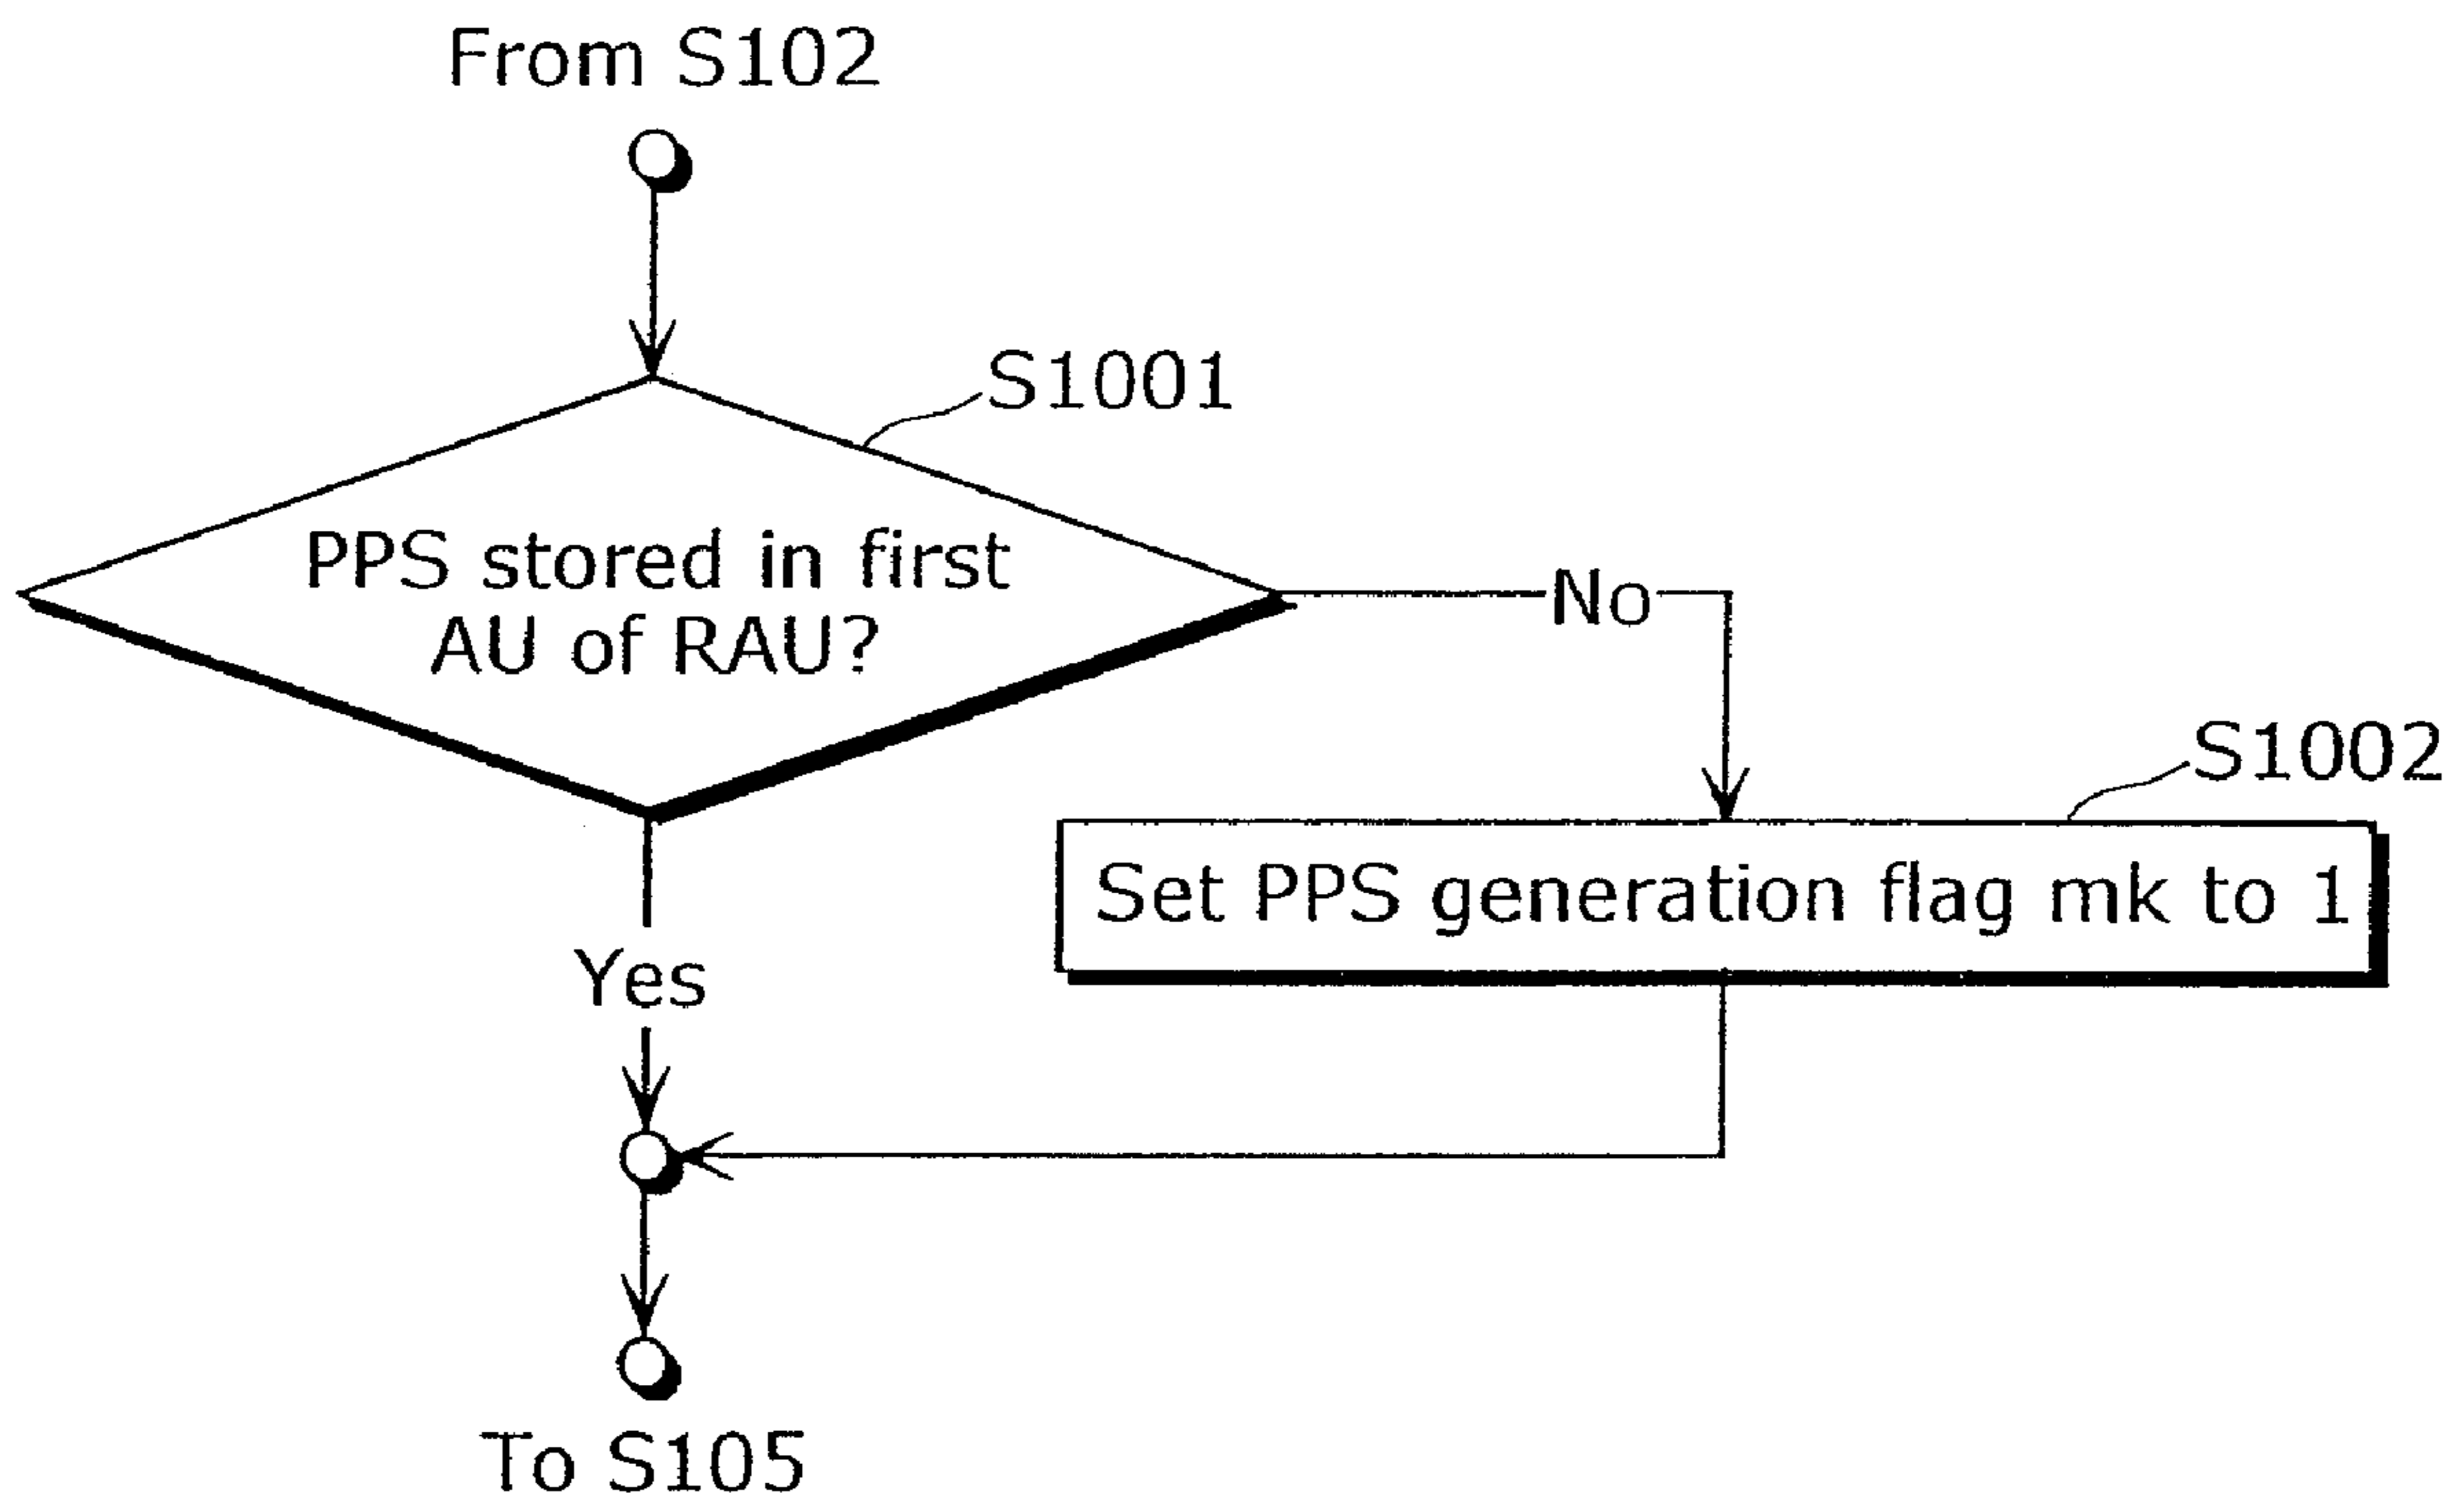 From S102
S1001
PPS stored in first
AU of RAU?
No
S1002
Set PPS generation flag mk to 1
Yes
To S105